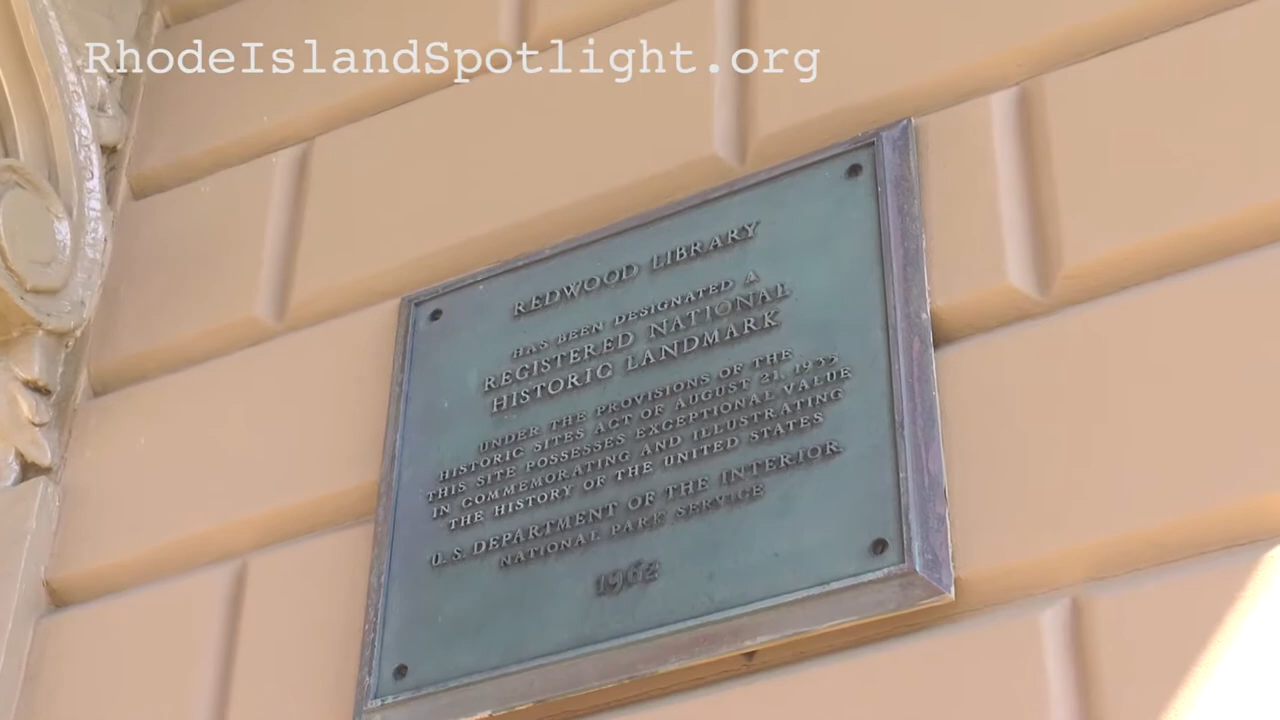 RhodeIslandSpotlight.org
REDWOOD LIBRARY
HAS BEEN DESIGNATED A
REGISTERED NATIONAL
HISTORIC LANDMARK
UNDER THE PROVISIONS OF THE
HISTORIC SITES ACT OF AUGUST 21, 1935
THIS SITE POSSESSES EXCEPTIONAL VALUE
IN COMMEMORATING AND ILLUSTRATING
THE HISTORY OF THE UNITED STATES
U.S. DEPARTMENT OF THE INTERIOR
NATIONAL PARK SERVICE
1962